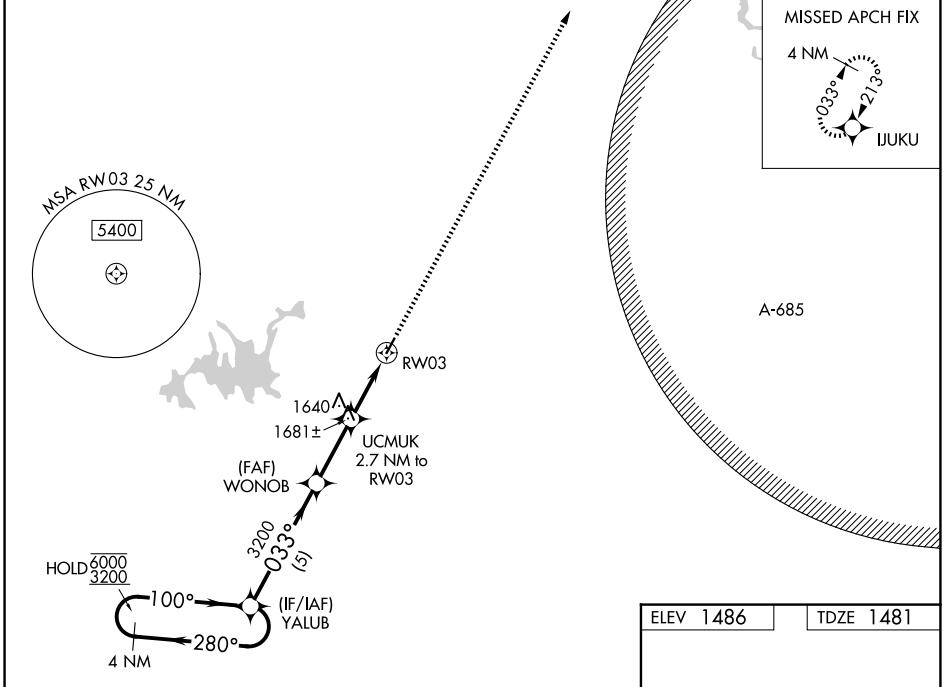 MISSED APCH FIX
4 NM
033°
213°
IJUKU
MSA RW03 25 NM
5400
A-685
RW03
1640
1681±
UCMUK
2.7 NM to
RW03
(FAF)
WONOB
3200
033°
(5)
HOLD 6000
3200
100°
(IF/IAF)
YALUB
280°
4 NM
ELEV 1486
TDZE 1481